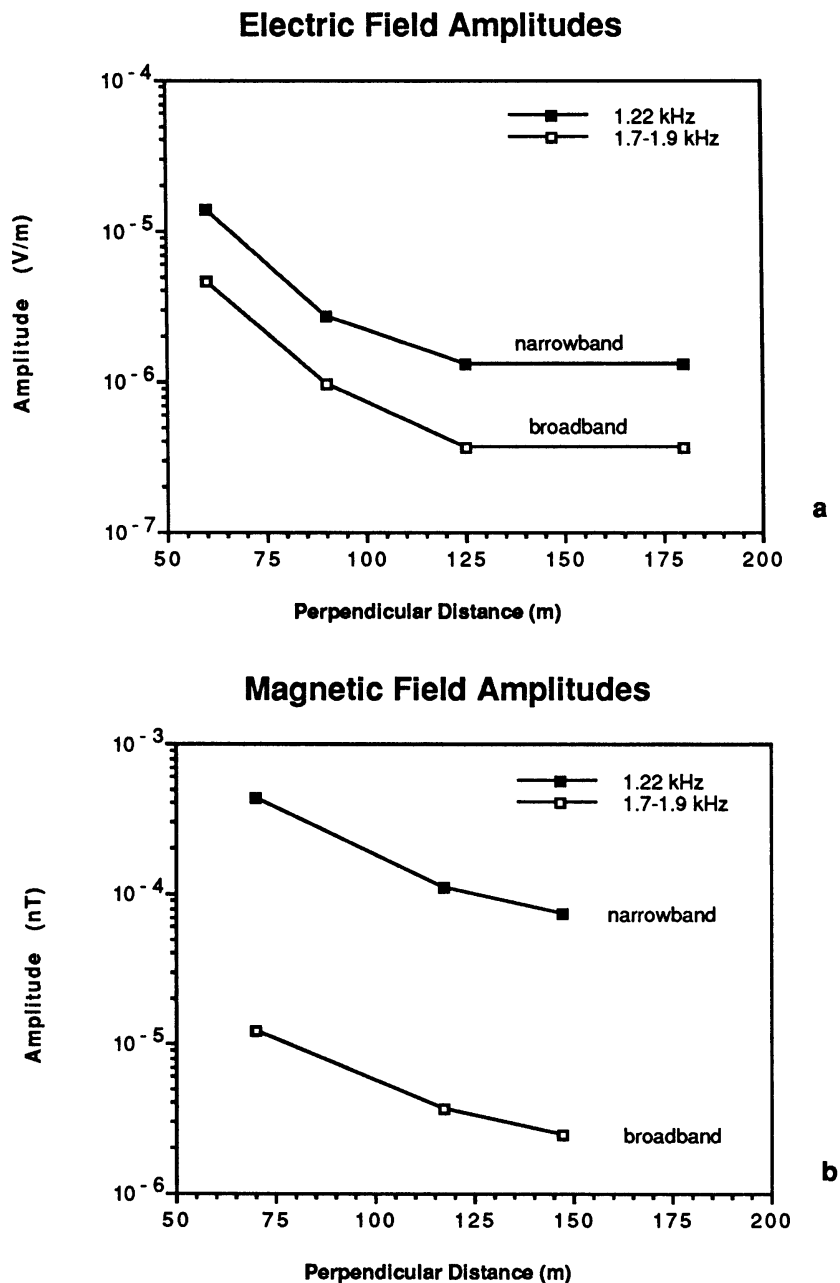 Electric Field Amplitudes
10-4
10-5
10-6
10-7
Amplitude (V/m)
1.22 kHz
1.7-1.9 kHz
narrowband
broadband
50 75 100 125 150 175 200
Perpendicular Distance (m)
a
Magnetic Field Amplitudes
10-3
10-4
10-5
10-6
Amplitude (nT)
1.22 kHz
1.7-1.9 kHz
narrowband
broadband
50 75 100 125 150 175 200
Perpendicular Distance (m)
b